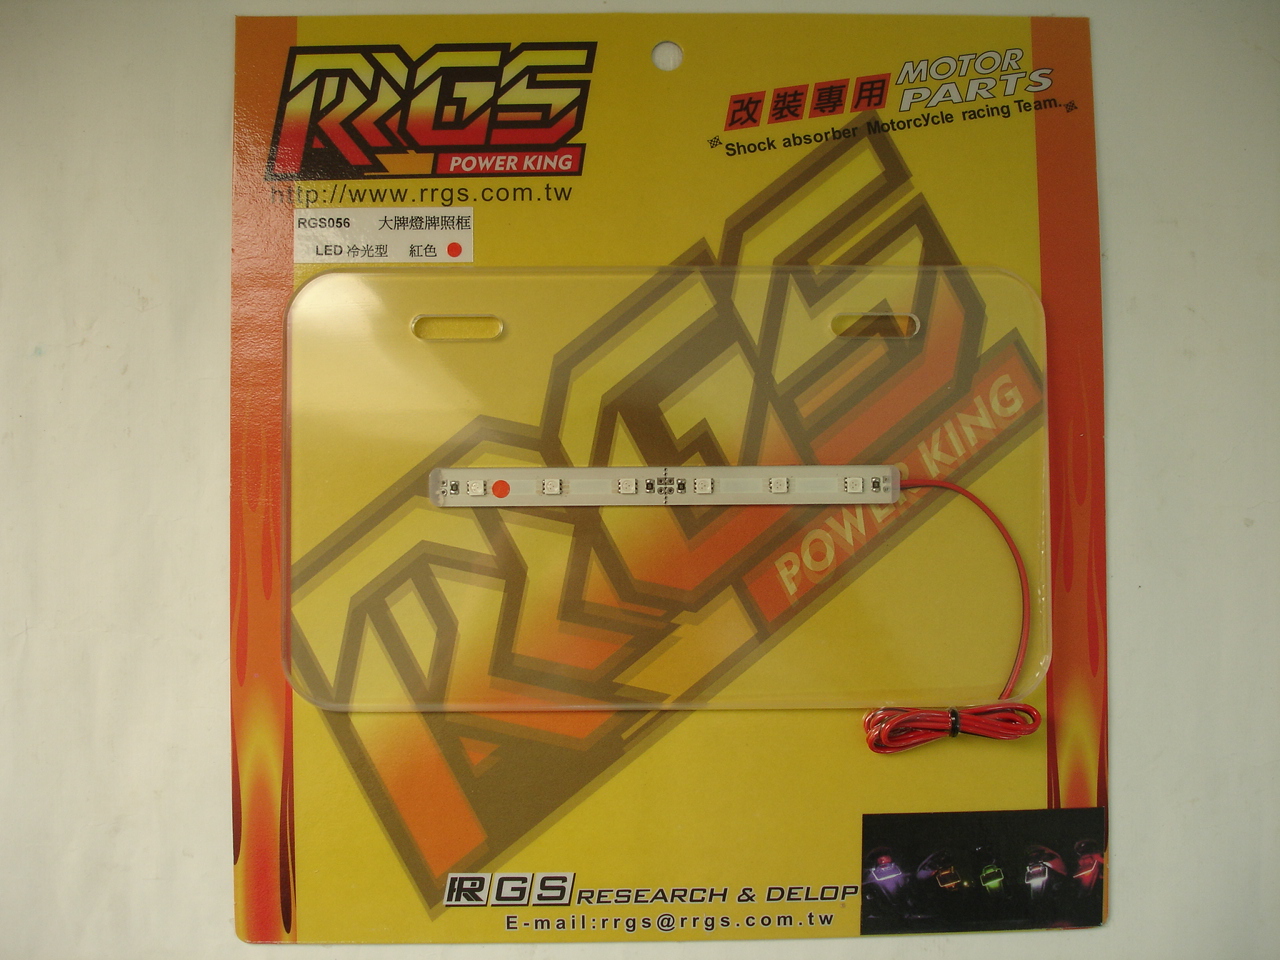 RRGS
POWER KING
http://www.rrgs.com.tw
改裝專用 MOTOR PARTS
Shock absorber Motorcycle racing Team.
RGS056 大牌燈牌照框
LED 冷光型 紅色
RRGS
POWER KING
RRGS RESEARCH & DELOP
E-mail:rrgs@rrgs.com.tw